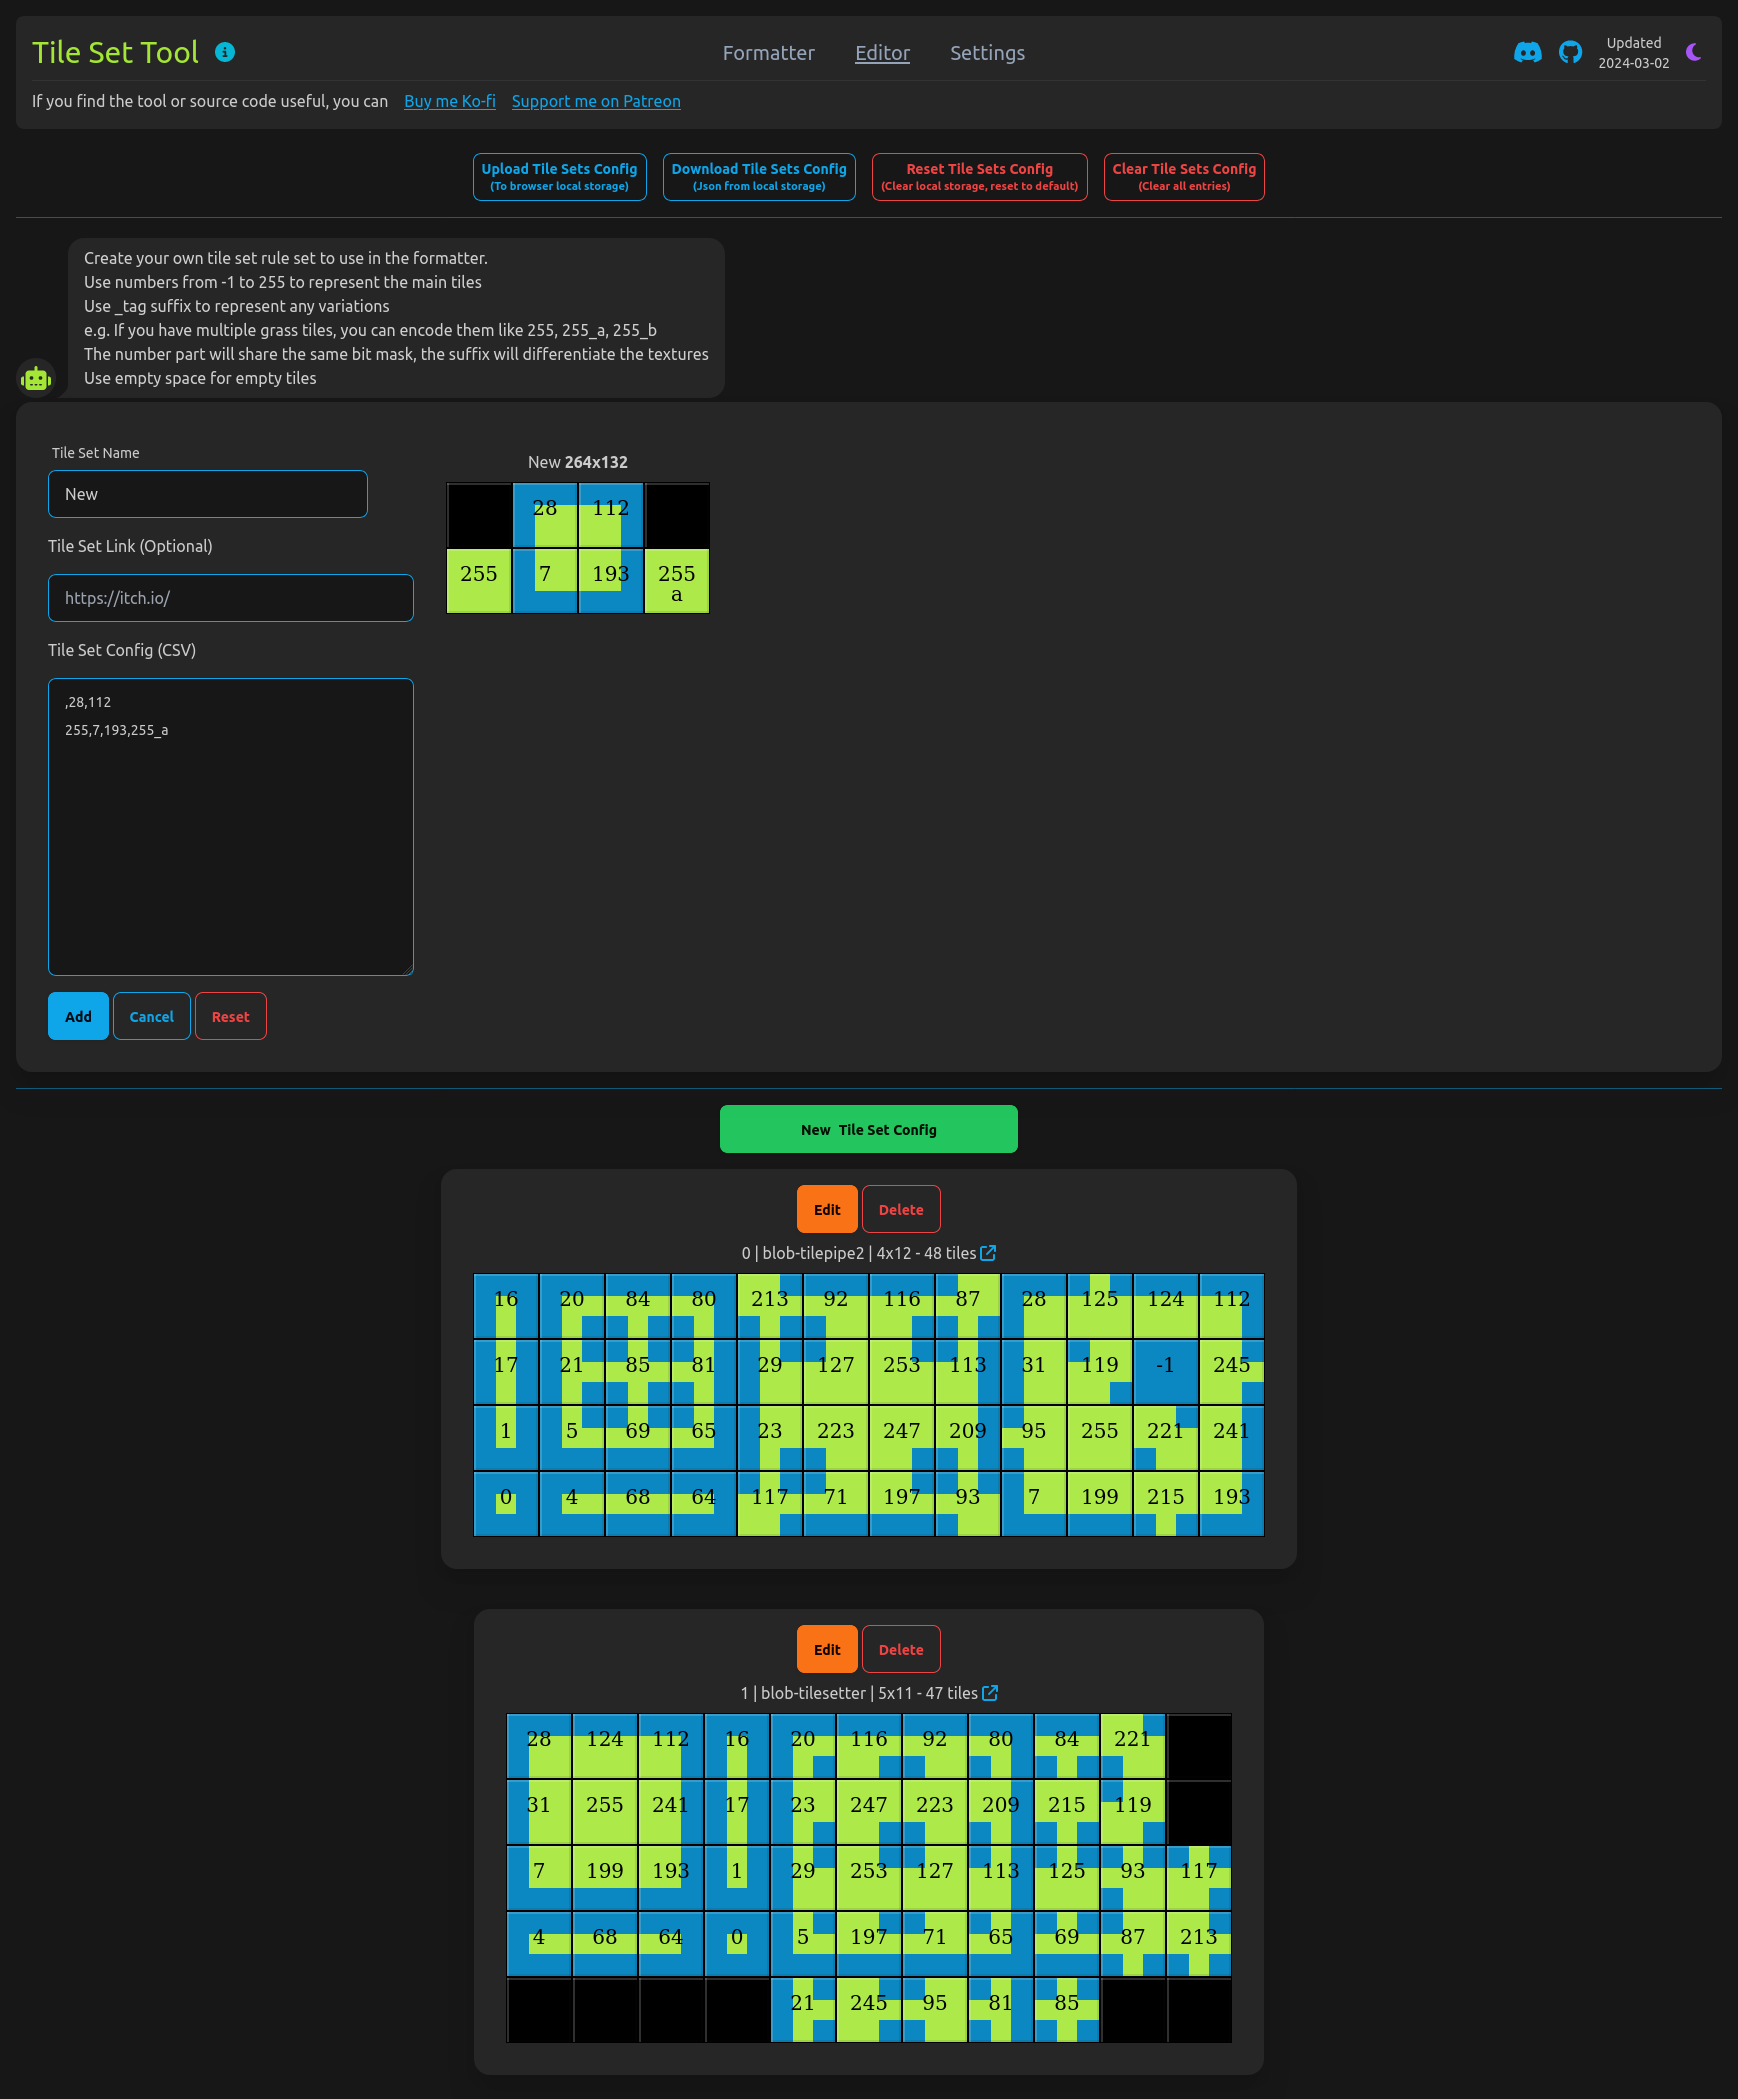 Tile Set Tool
Formatter Editor Settings
Updated
2024-03-02
If you find the tool or source code useful, you can Buy me Ko-fi Support me on Patreon
Upload Tile Sets Config
(To browser local storage)
Download Tile Sets Config
(Json from local storage)
Reset Tile Sets Config
(Clear local storage, reset to default)
Clear Tile Sets Config
(Clear all entries)
Create your own tile set rule set to use in the formatter.
Use numbers from -1 to 255 to represent the main tiles
Use _tag suffix to represent any variations
e.g. If you have multiple grass tiles, you can encode them like 255, 255_a, 255_b
The number part will share the same bit mask, the suffix will differentiate the textures
Use empty space for empty tiles
Tile Set Name
New
Tile Set Link (Optional)
https://itch.io/
Tile Set Config (CSV)
,28,112
255,7,193,255_a
Add Cancel Reset
New 264x132
28 112
255 7 193 255
a
New Tile Set Config
Edit Delete
0 | blob-tilepipe2 | 4x12 - 48 tiles
16 20 84 80 213 92 116 87 28 125 124 112
17 21 85 81 29 127 253 113 31 119 -1 245
1 5 69 65 23 223 247 209 95 255 221 241
0 4 68 64 117 71 197 93 7 199 215 193
Edit Delete
1 | blob-tilesetter | 5x11 - 47 tiles
28 124 112 16 20 116 92 80 84 221
31 255 241 17 23 247 223 209 215 119
7 199 193 1 29 253 127 113 125 93 117
4 68 64 0 5 197 71 65 69 87 213
21 245 95 81 85